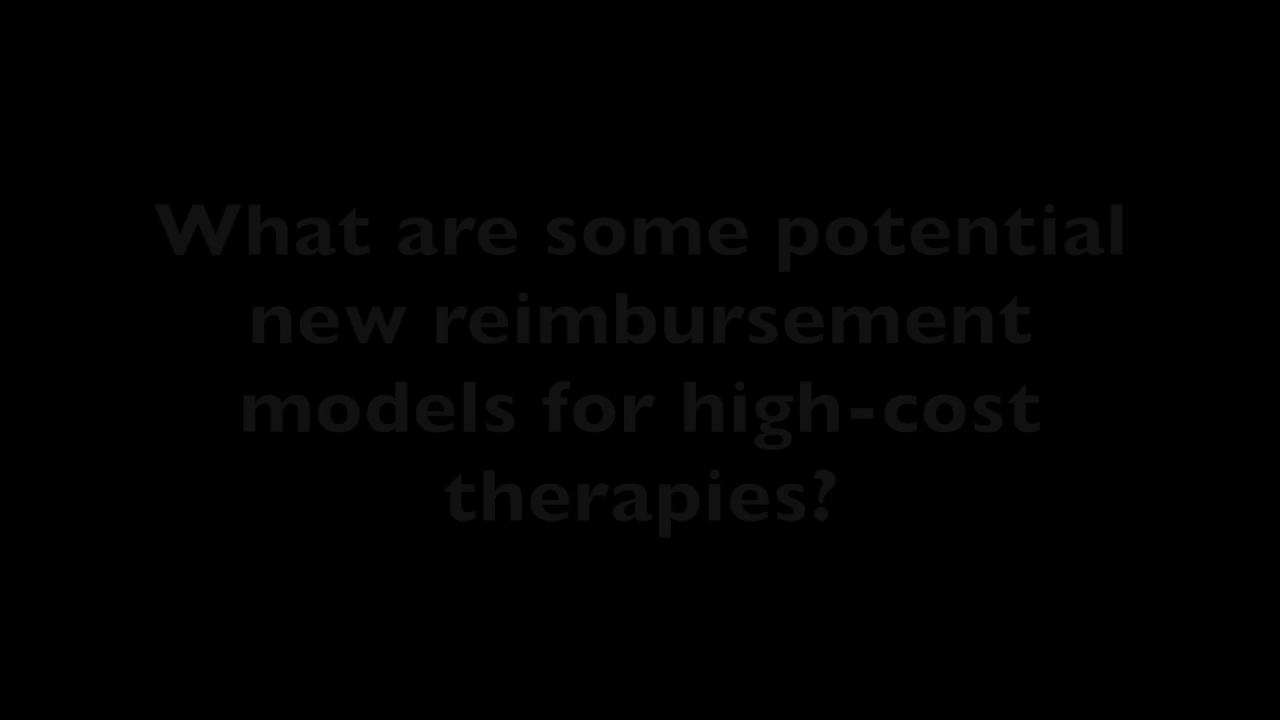 What are some potential
new reimbursement
models for high-cost
therapies?